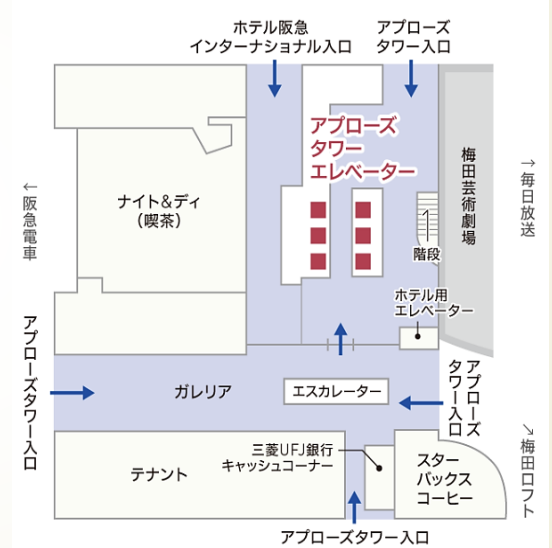 ホテル阪急
インターナショナル入口
アプローズ
タワー入口
アプローズ
タワー
エレベーター
ナイト&ディ
(喫茶)
←阪急電車
梅田芸術劇場
→毎日放送
階段
ホテル用
エレベーター
アプローズタワー入口
ガレリア
エスカレーター
アプローズ
タワー入口
三菱UFJ銀行
キャッシュコーナー
テナント
スター
バックス
コーヒー
↘梅田ロフト
アプローズタワー入口